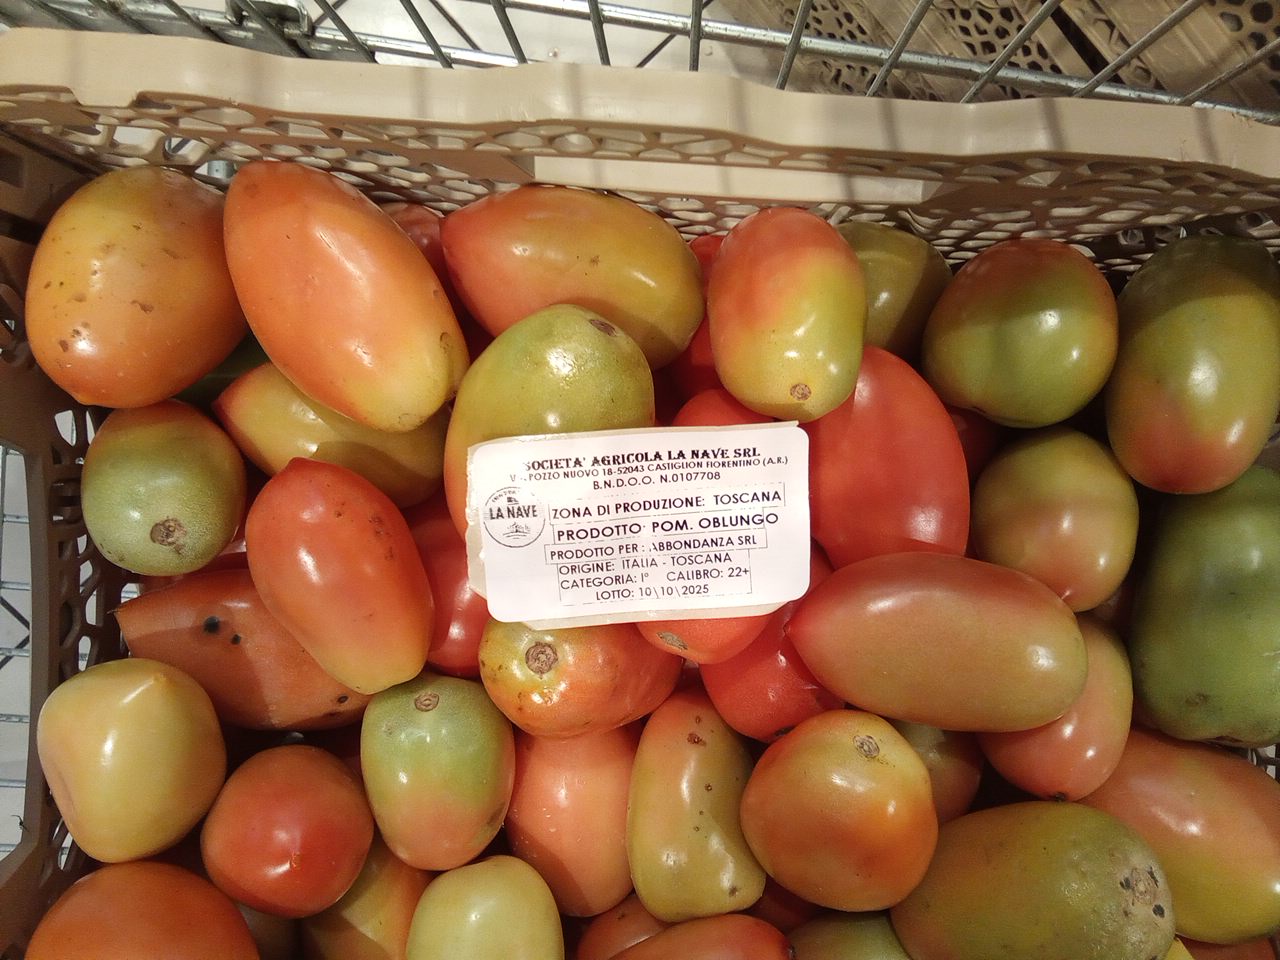 SOCIETA' AGRICOLA LA NAVE SRL
POZZO NUOVO 18-52043 CASTIGLION FIORENTINO (A.R.)
B.N.D.O.O. N.0107708
LA NAVE
ZONA DI PRODUZIONE: TOSCANA
PRODOTTO: POM. OBLUNGO
PRODOTTO PER: ABBONDANZA SRL
ORIGINE: ITALIA - TOSCANA
CATEGORIA: I° CALIBRO: 22+
LOTTO: 10\10\2025